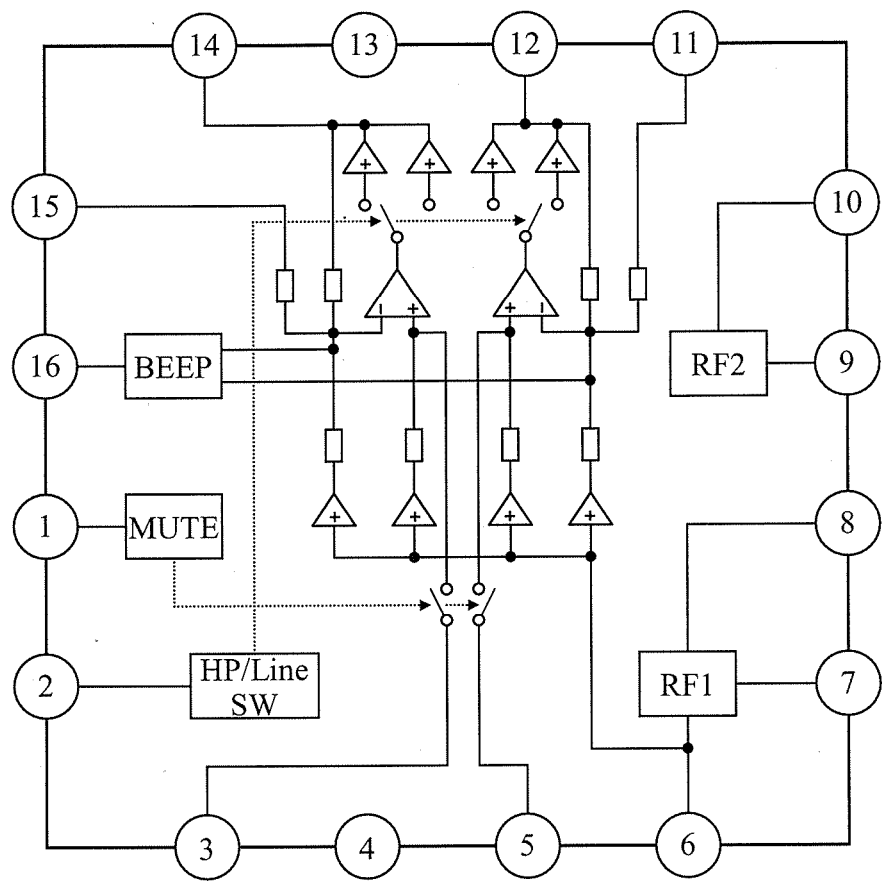 14 13 12 11
+ + + +
15 10
− + + −
16 BEEP RF2 9
+ + + +
1 MUTE 8
2 HP/Line
SW RF1 7
3 4 5 6